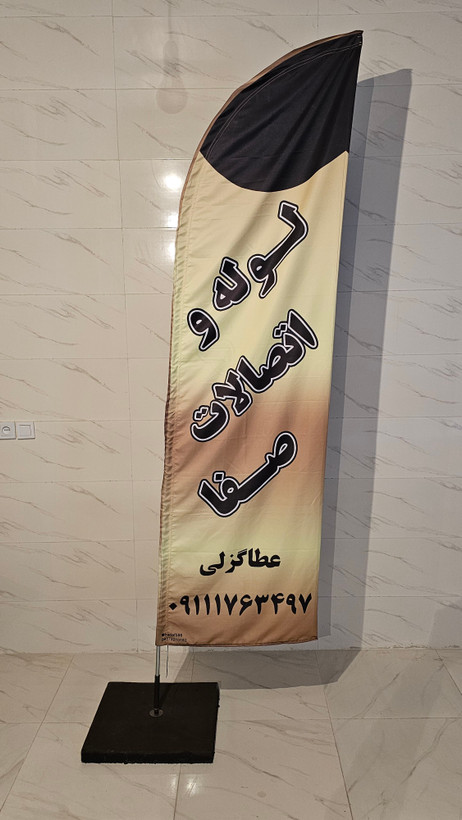 لوله و
اتصالات
صفا
عطاگزلی
۰۹۱۱۱۷۶۳۴۹۷